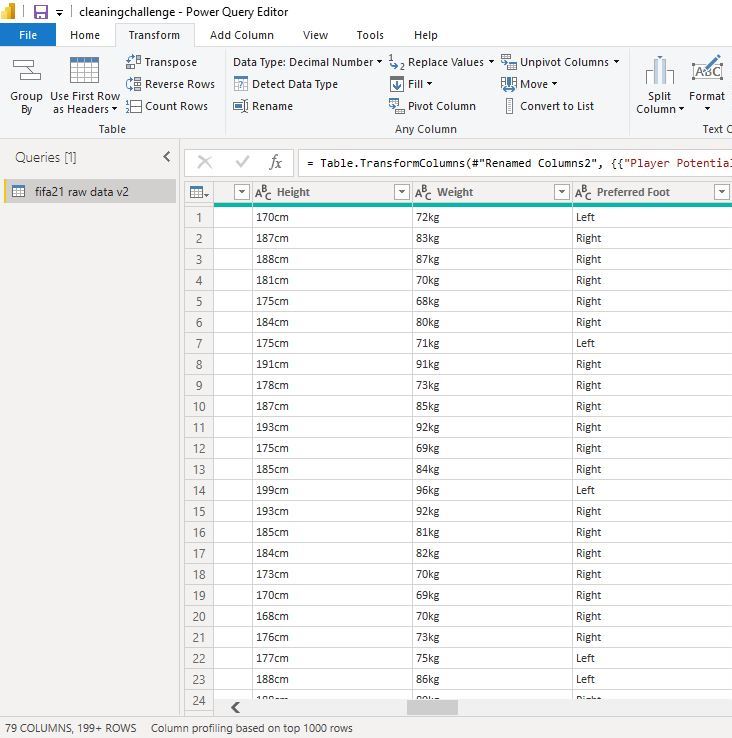 cleaningchallenge - Power Query Editor
File Home Transform Add Column View Tools Help
Group By
Use First Row as Headers
Transpose
Reverse Rows
Count Rows
Table
Data Type: Decimal Number
Detect Data Type
Rename
1 2 Replace Values
Fill
Pivot Column
Unpivot Columns
Move
Convert to List
Any Column
Split Column
ABC
Format
Text C
Queries [1]
fifa21 raw data v2
fx = Table.TransformColumns(#"Renamed Columns2", {{"Player Potential
ABC Height ABC Weight ABC Preferred Foot
1 170cm 72kg Left
2 187cm 83kg Right
3 188cm 87kg Right
4 181cm 70kg Right
5 175cm 68kg Right
6 184cm 80kg Right
7 175cm 71kg Left
8 191cm 91kg Right
9 178cm 73kg Right
10 187cm 85kg Right
11 193cm 92kg Right
12 175cm 69kg Right
13 185cm 84kg Right
14 199cm 96kg Left
15 193cm 92kg Right
16 185cm 81kg Right
17 184cm 82kg Right
18 173cm 70kg Right
19 170cm 69kg Right
20 168cm 70kg Right
21 176cm 73kg Right
22 177cm 75kg Left
23 188cm 86kg Left
24
79 COLUMNS, 199+ ROWS Column profiling based on top 1000 rows